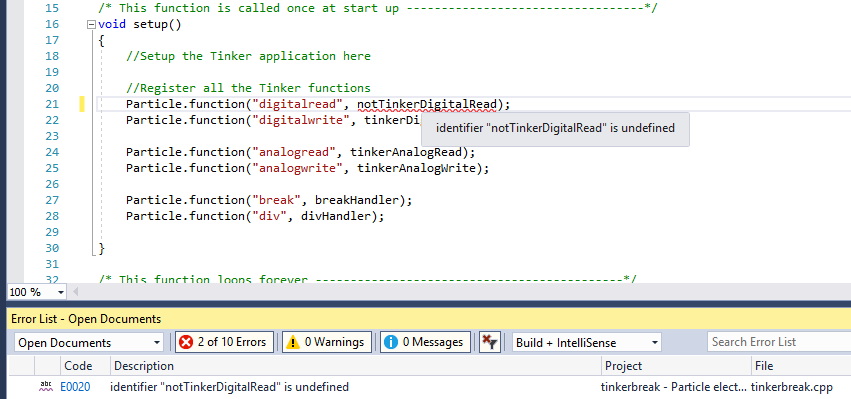 15 /* This function is called once at start up ----------------------------------*/
16 void setup()
17 {
18 //Setup the Tinker application here
19
20 //Register all the Tinker functions
21 Particle.function("digitalread", notTinkerDigitalRead);
22 Particle.function("digitalwrite", tinkerDi
identifier "notTinkerDigitalRead" is undefined
23
24 Particle.function("analogread", tinkerAnalogRead);
25 Particle.function("analogwrite", tinkerAnalogWrite);
26
27 Particle.function("break", breakHandler);
28 Particle.function("div", divHandler);
29
30 }
31
32 /* This function loops forever --------------------------------------------*/
100 %
Error List - Open Documents
Open Documents 2 of 10 Errors 0 Warnings 0 Messages Build + IntelliSense Search Error List
Code Description Project File
abc E0020 identifier "notTinkerDigitalRead" is undefined tinkerbreak - Particle elect... tinkerbreak.cpp